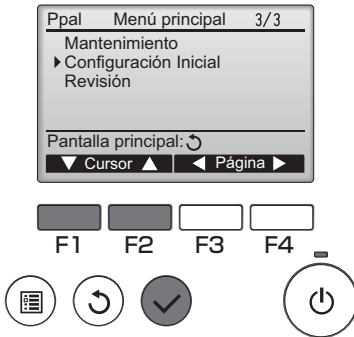 Ppal Menú principal 3/3
Mantenimiento
Configuración Inicial
Revisión
Pantalla principal:
Cursor Página
F1 F2 F3 F4